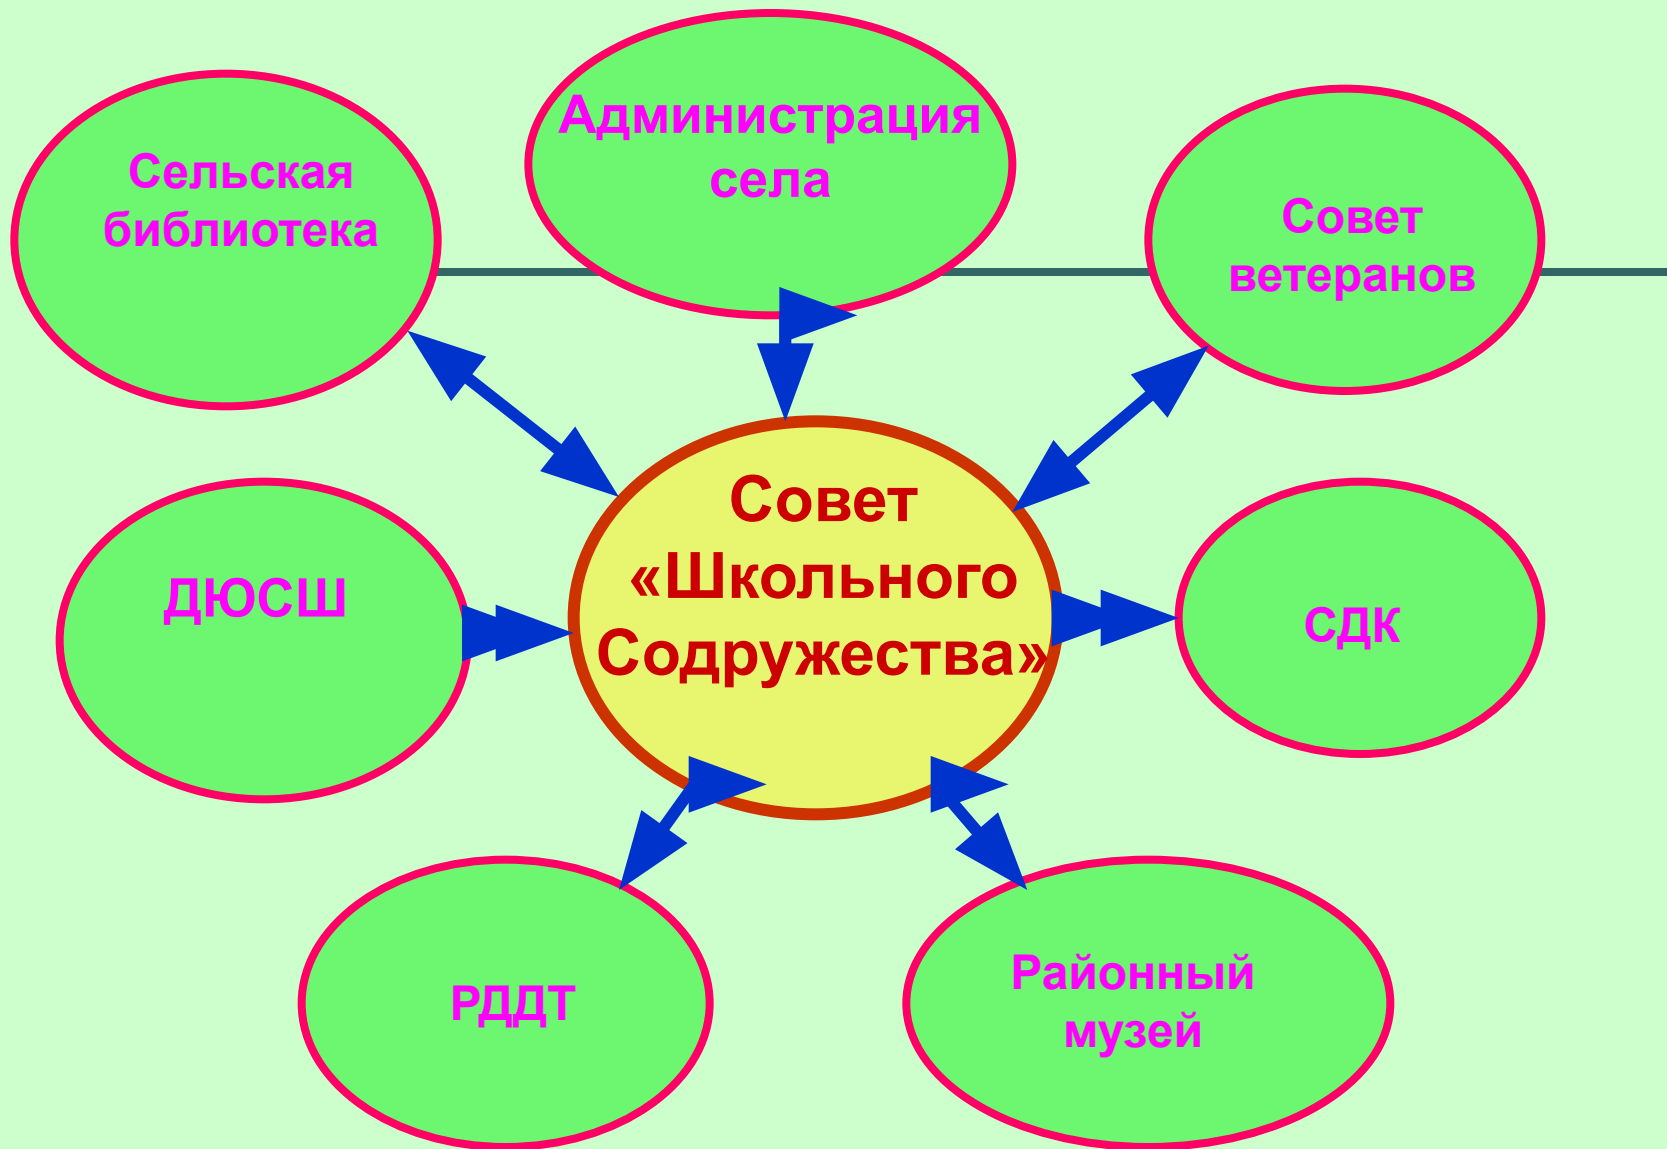 Администрация
села
Сельская
библиотека
Совет
ветеранов
Совет
«Школьного
Содружества»
ДЮСШ
СДК
РДДТ
Районный
музей